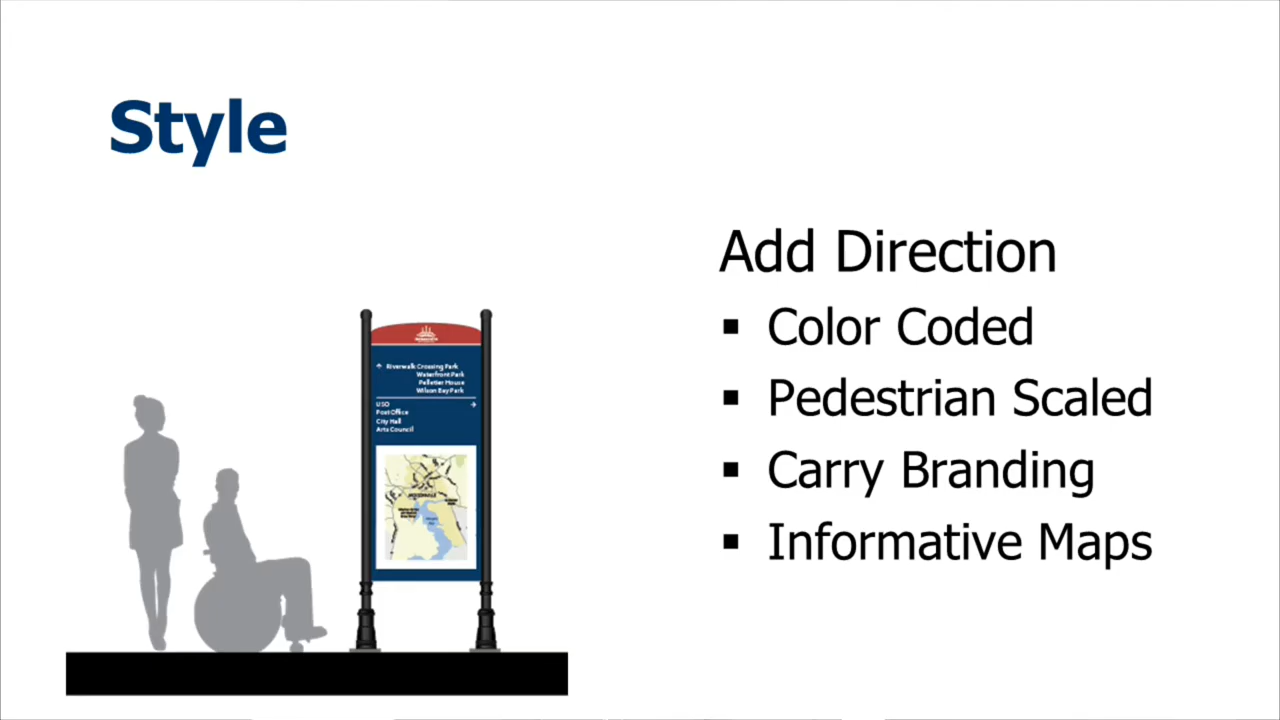 Style
Add Direction
▪ Color Coded
▪ Pedestrian Scaled
▪ Carry Branding
▪ Informative Maps
Riverwalk Crossing Park
Waterfront Park
Pelletier House
Wilson Bay Park
USO
Post Office
City Hall
Arts Council
JACKSONVILLE